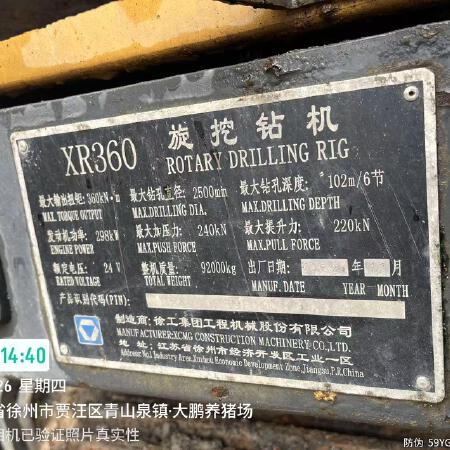 XR360 旋挖钻机
ROTARY DRILLING RIG
最大输出扭矩: 360kN·m 最大钻孔直径: 2500mm 最大钻孔深度: 102m/6节
MAX. TORQUE OUTPUT MAX.DRILLING DIA. MAX.DRILLING DEPTH
发动机功率: 298kW 最大加压力: 240kN 最大提升力: 220kN
ENGINE POWER MAX.PUSH FORCE MAX.PULL FORCE
额定电压: 24 V 整机质量: 92000kg 出厂日期: 年 月
RATED VOLTAGE TOTAL WEIGHT MANUF. DATE YEAR MONTH
产品识别代码(PIN):
制造商: 徐工集团工程机械股份有限公司
MANUFACTURER:XCMG CONSTRUCTION MACHINERY CO.,LTD.
地 址: 江苏省徐州市经济开发区工业一区
Address:No.1 Industry Area,Xuzhou Economic Development Zone,Jiangsu,P.R.China
14:40
26 星期四
省徐州市贾汪区青山泉镇·大鹏养猪场
相机已验证照片真实性
防伪 59YG